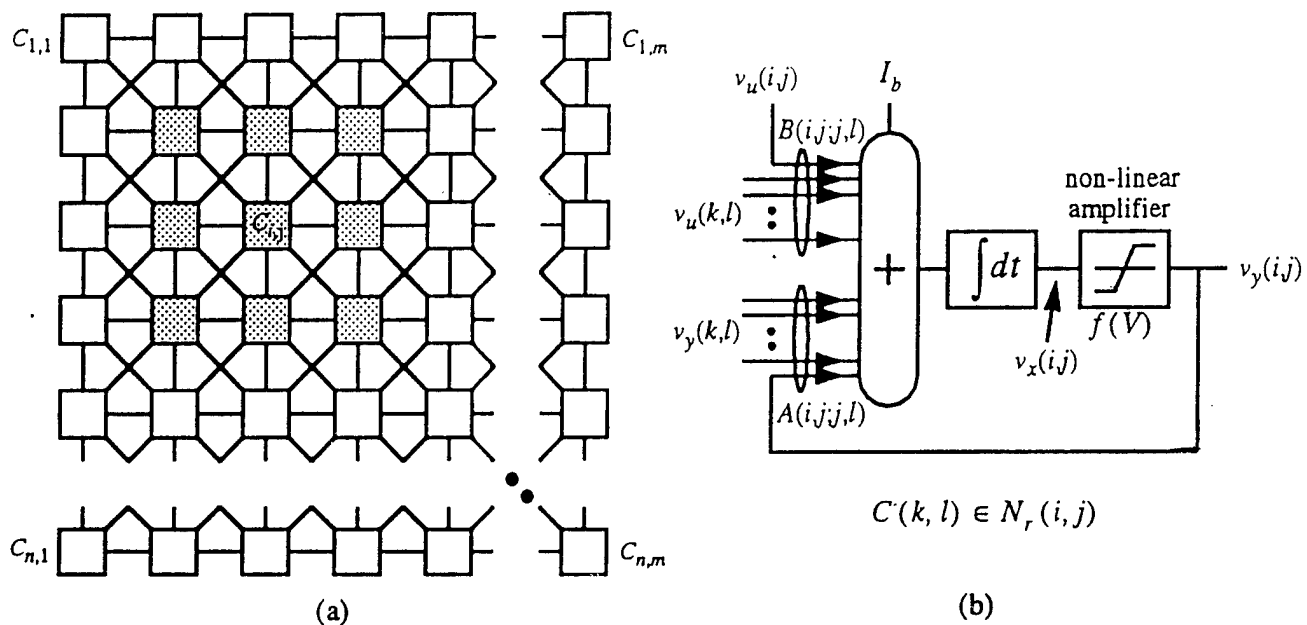 C1,1
C1,m
Ci,j
Cn,1
Cn,m
(a)
vu(i,j)
Ib
B(i,j;j,l)
vu(k,l)
+
∫dt
non-linear
amplifier
vy(i,j)
f(V)
vx(i,j)
vy(k,l)
A(i,j;j,l)
C(k, l) ∈ Nr (i, j)
(b)